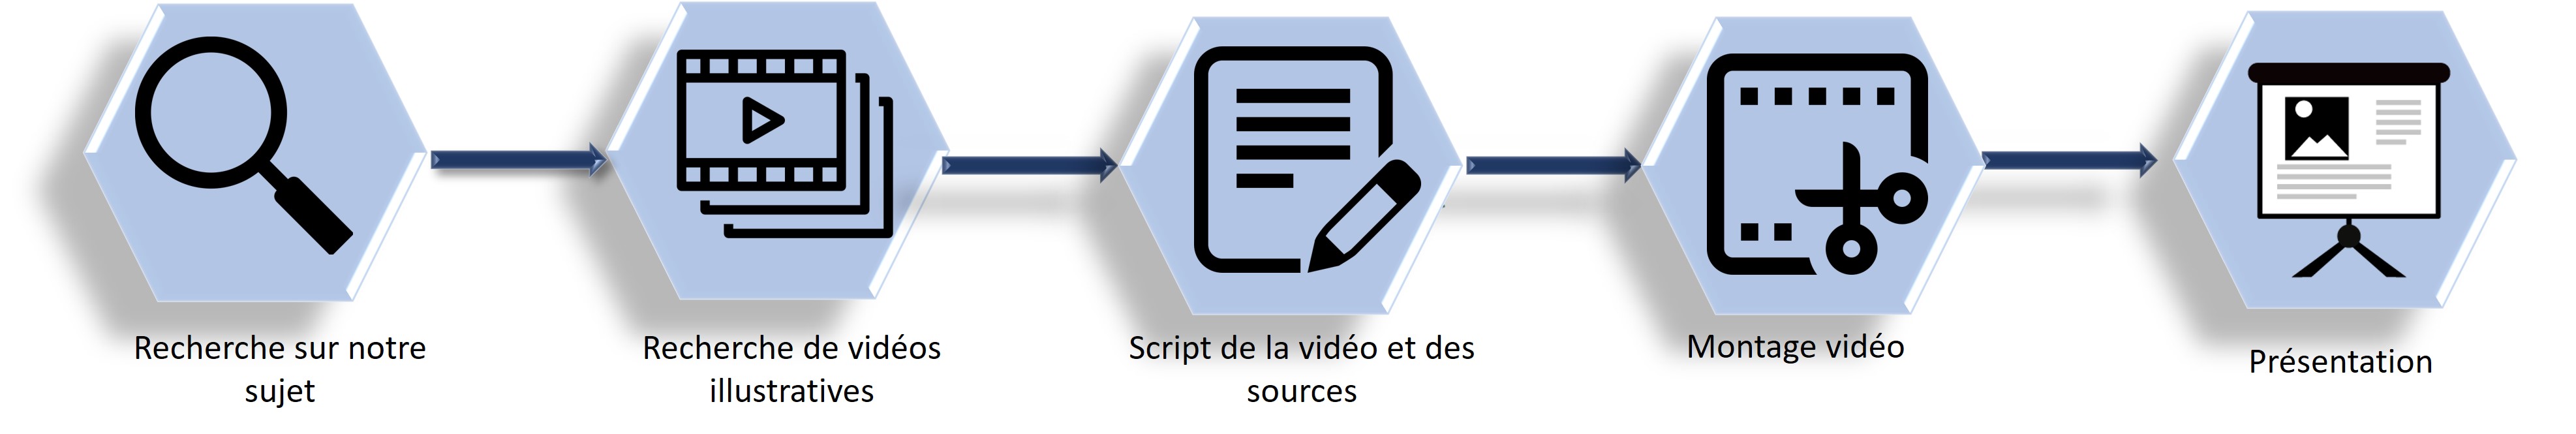 Recherche sur notre
sujet
Recherche de vidéos
illustratives
Script de la vidéo et des
sources
Montage vidéo
Présentation